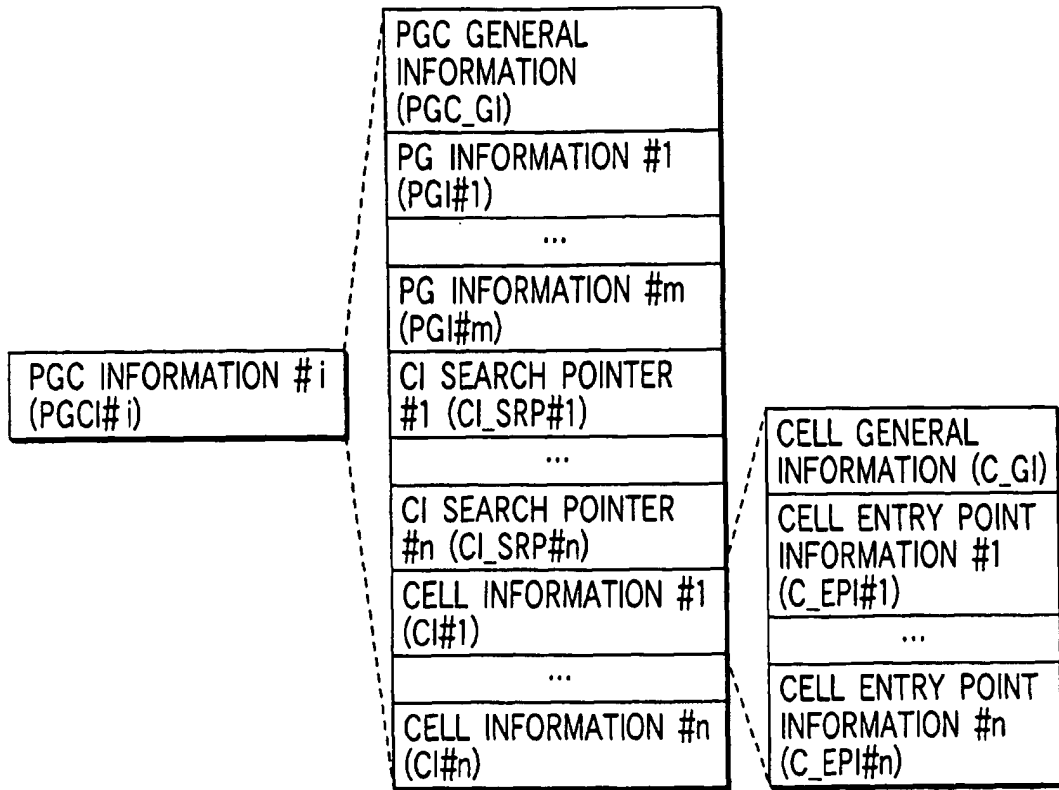 PGC INFORMATION #i
(PGCI#i)
PGC GENERAL
INFORMATION
(PGC_GI)
PG INFORMATION #1
(PGI#1)
...
PG INFORMATION #m
(PGI#m)
CI SEARCH POINTER
#1 (CI_SRP#1)
...
CI SEARCH POINTER
#n (CI_SRP#n)
CELL INFORMATION #1
(CI#1)
...
CELL INFORMATION #n
(CI#n)
CELL GENERAL
INFORMATION (C_GI)
CELL ENTRY POINT
INFORMATION #1
(C_EPI#1)
...
CELL ENTRY POINT
INFORMATION #n
(C_EPI#n)